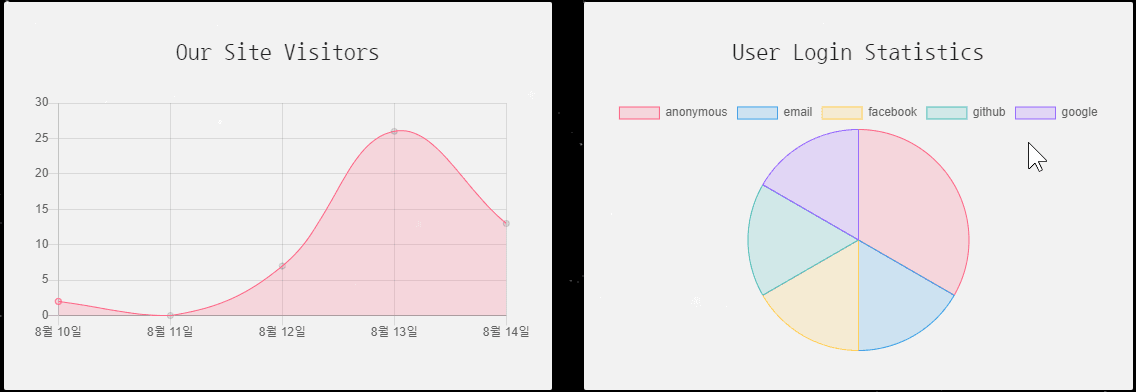 Our Site Visitors
30
25
20
15
10
5
0
8월 10일 8월 11일 8월 12일 8월 13일 8월 14일
User Login Statistics
anonymous email facebook github google